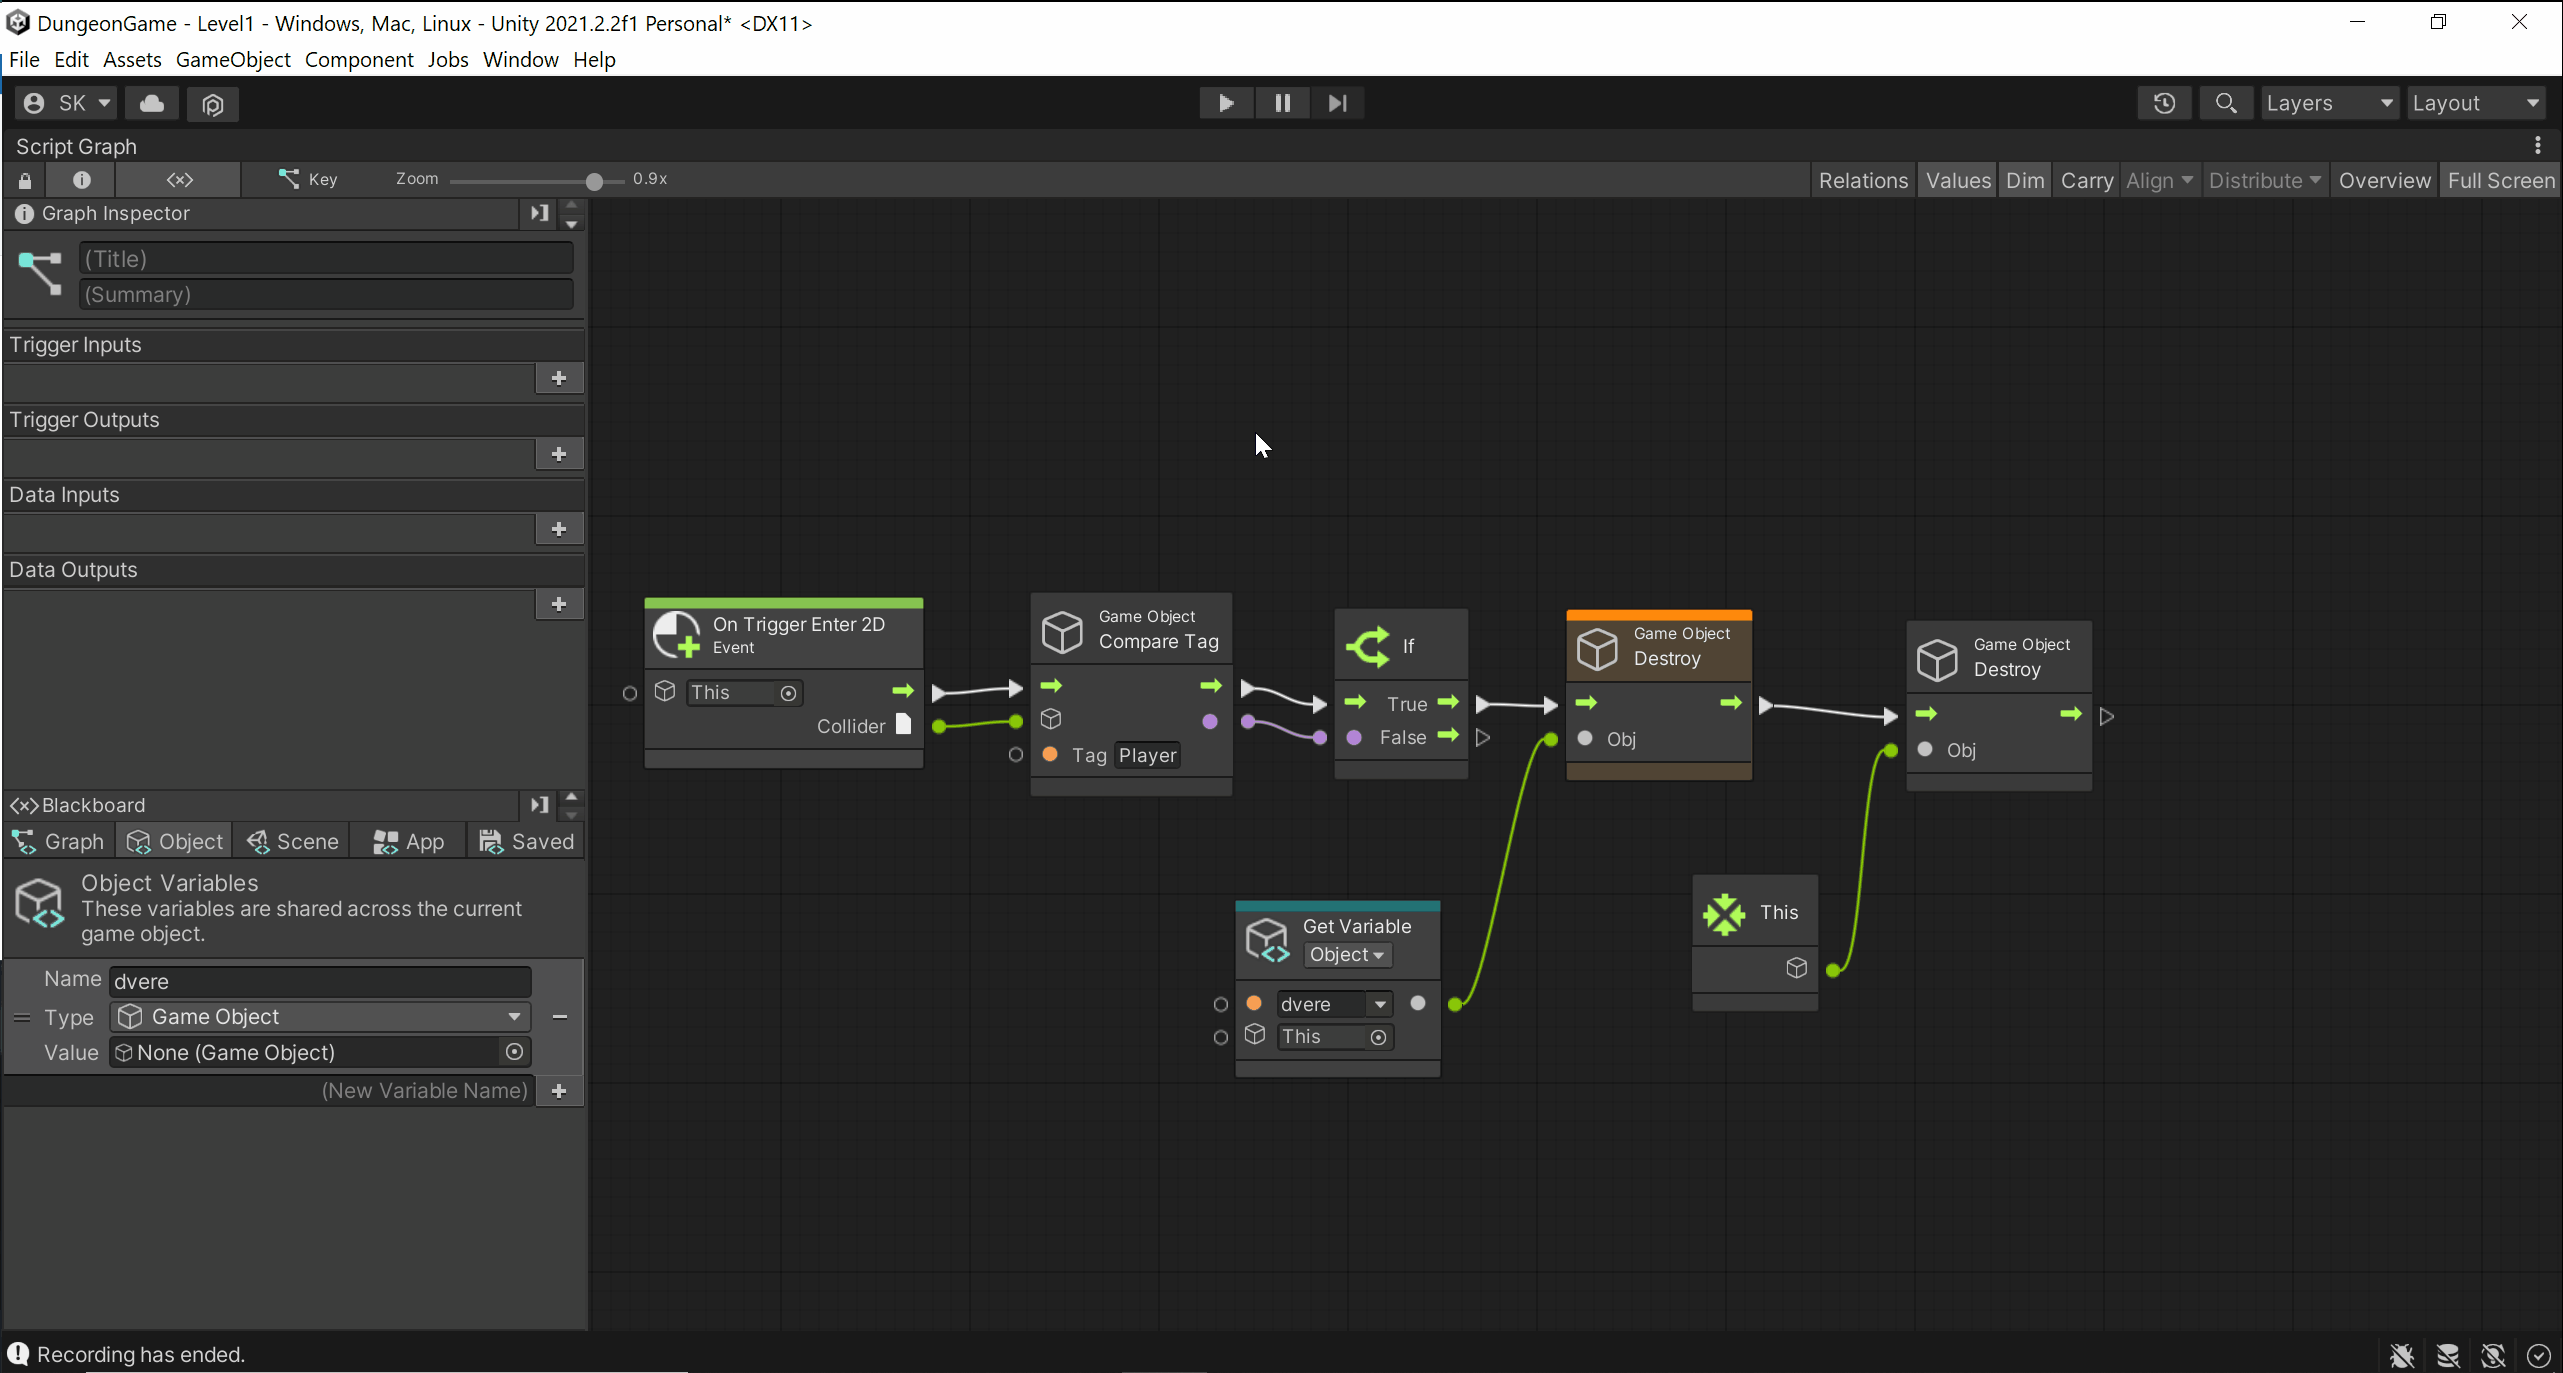 DungeonGame - Level1 - Windows, Mac, Linux - Unity 2021.2.2f1 Personal* <DX11>
File Edit Assets GameObject Component Jobs Window Help
SK
Layers
Layout
Script Graph
Key
Zoom
0.9x
Relations
Values
Dim
Carry
Align
Distribute
Overview
Full Screen
Graph Inspector
(Title)
(Summary)
Trigger Inputs
Trigger Outputs
Data Inputs
Data Outputs
Blackboard
Graph
Object
Scene
App
Saved
Object Variables
These variables are shared across the current
game object.
Name dvere
Type Game Object
Value None (Game Object)
(New Variable Name)
On Trigger Enter 2D
Event
This
Collider
Game Object
Compare Tag
Tag Player
If
True
False
Game Object
Destroy
Obj
Game Object
Destroy
Obj
Get Variable
Object
dvere
This
This
Recording has ended.